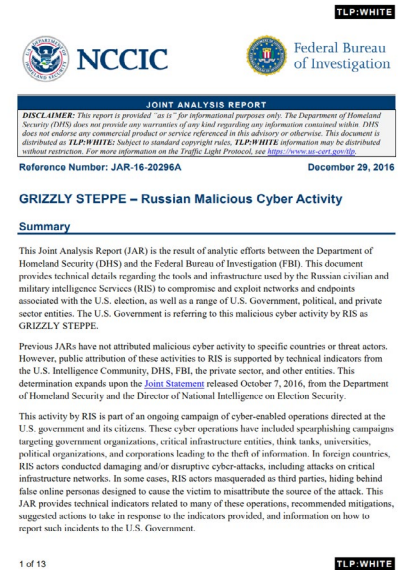 TLP:WHITE
NCCIC
Federal Bureau
of Investigation
JOINT ANALYSIS REPORT
DISCLAIMER: This report is provided "as is" for informational purposes only. The Department of Homeland
Security (DHS) does not provide any warranties of any kind regarding any information contained within. DHS
does not endorse any commercial product or service referenced in this advisory or otherwise. This document is
distributed as TLP:WHITE: Subject to standard copyright rules, TLP:WHITE information may be distributed
without restriction. For more information on the Traffic Light Protocol, see https://www.us-cert.gov/tlp.
Reference Number: JAR-16-20296A December 29, 2016
GRIZZLY STEPPE – Russian Malicious Cyber Activity
Summary
This Joint Analysis Report (JAR) is the result of analytic efforts between the Department of
Homeland Security (DHS) and the Federal Bureau of Investigation (FBI). This document
provides technical details regarding the tools and infrastructure used by the Russian civilian and
military intelligence Services (RIS) to compromise and exploit networks and endpoints
associated with the U.S. election, as well as a range of U.S. Government, political, and private
sector entities. The U.S. Government is referring to this malicious cyber activity by RIS as
GRIZZLY STEPPE.
Previous JARs have not attributed malicious cyber activity to specific countries or threat actors.
However, public attribution of these activities to RIS is supported by technical indicators from
the U.S. Intelligence Community, DHS, FBI, the private sector, and other entities. This
determination expands upon the Joint Statement released October 7, 2016, from the Department
of Homeland Security and the Director of National Intelligence on Election Security.
This activity by RIS is part of an ongoing campaign of cyber-enabled operations directed at the
U.S. government and its citizens. These cyber operations have included spearphishing campaigns
targeting government organizations, critical infrastructure entities, think tanks, universities,
political organizations, and corporations leading to the theft of information. In foreign countries,
RIS actors conducted damaging and/or disruptive cyber-attacks, including attacks on critical
infrastructure networks. In some cases, RIS actors masqueraded as third parties, hiding behind
false online personas designed to cause the victim to misattribute the source of the attack. This
JAR provides technical indicators related to many of these operations, recommended mitigations,
suggested actions to take in response to the indicators provided, and information on how to
report such incidents to the U.S. Government.
1 of 13 TLP:WHITE